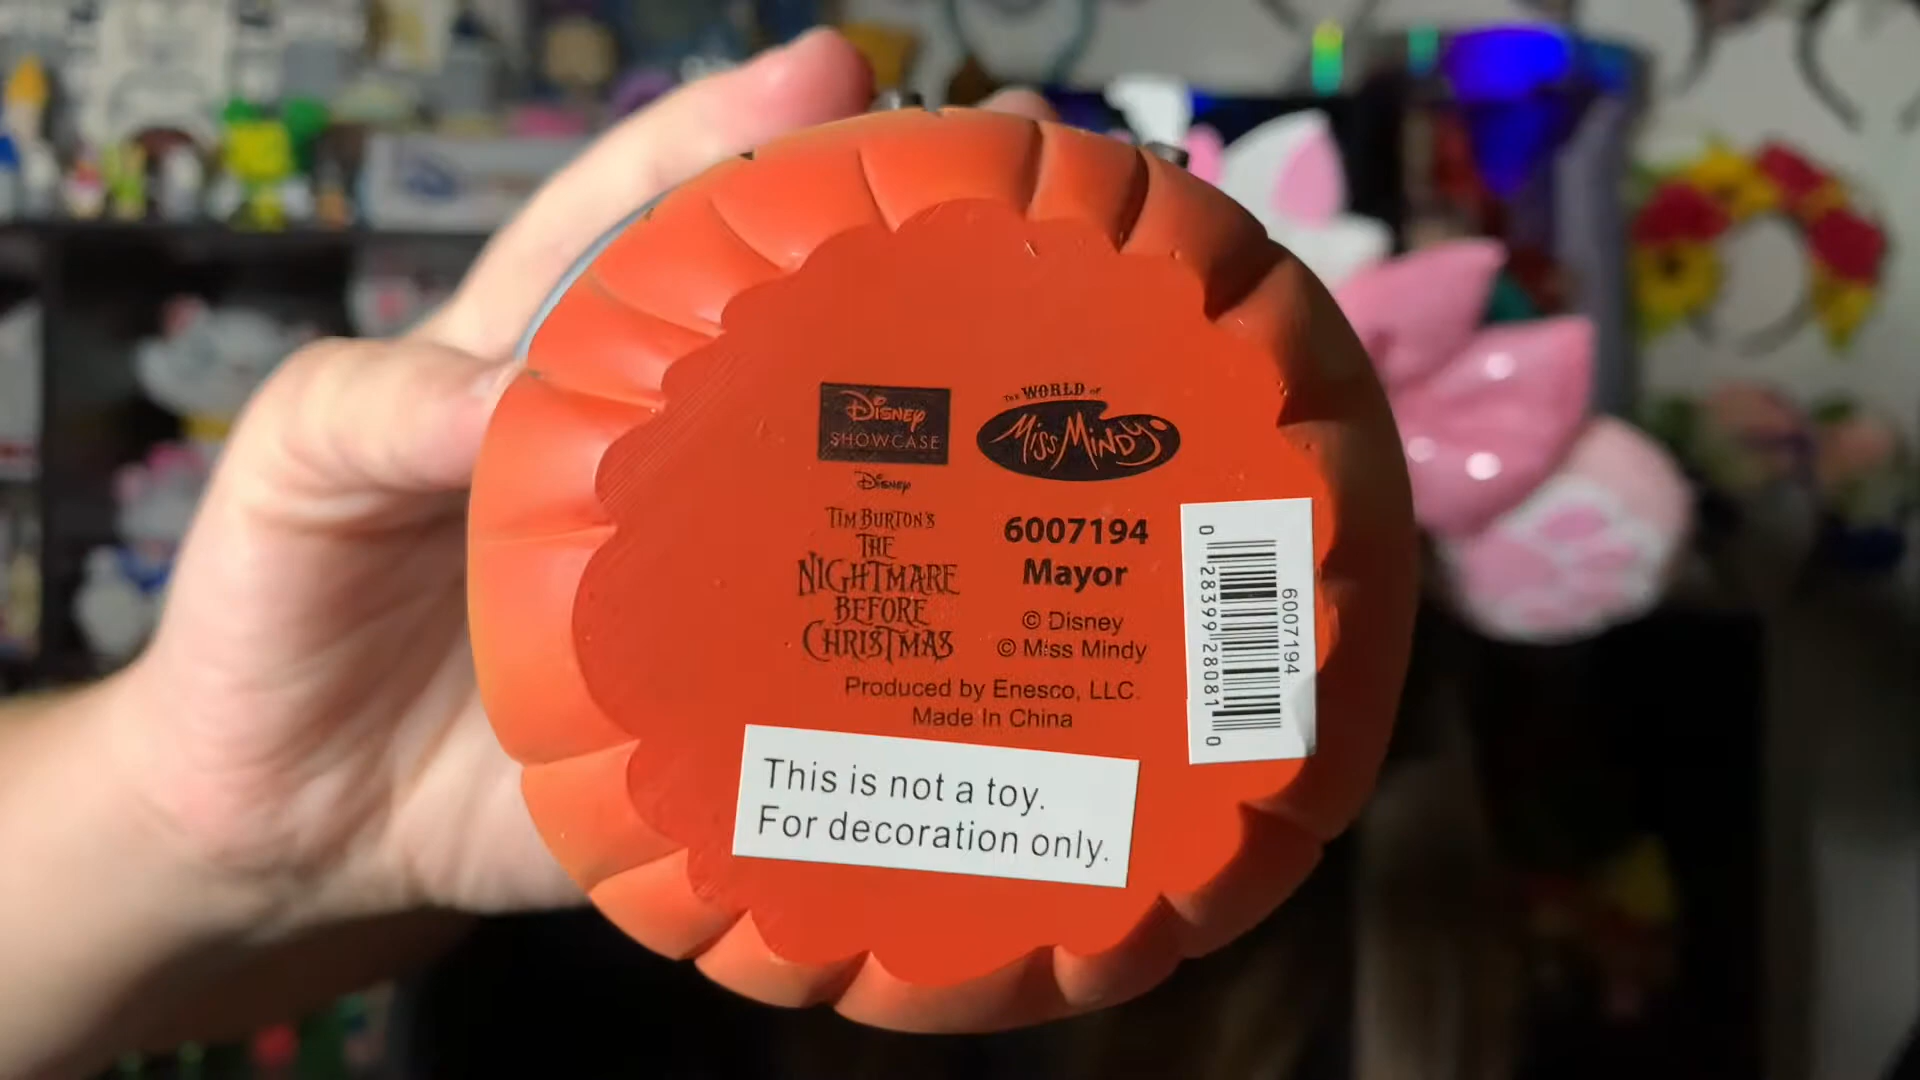 Disney
SHOWCASE
THE WORLD OF
Miss Mindy
Disney
TIM BURTON'S
THE
NIGHTMARE
BEFORE
CHRISTMAS
6007194
Mayor
© Disney
© Miss Mindy
Produced by Enesco, LLC.
Made In China
This is not a toy.
For decoration only.
6007194
0 28399 28081 0